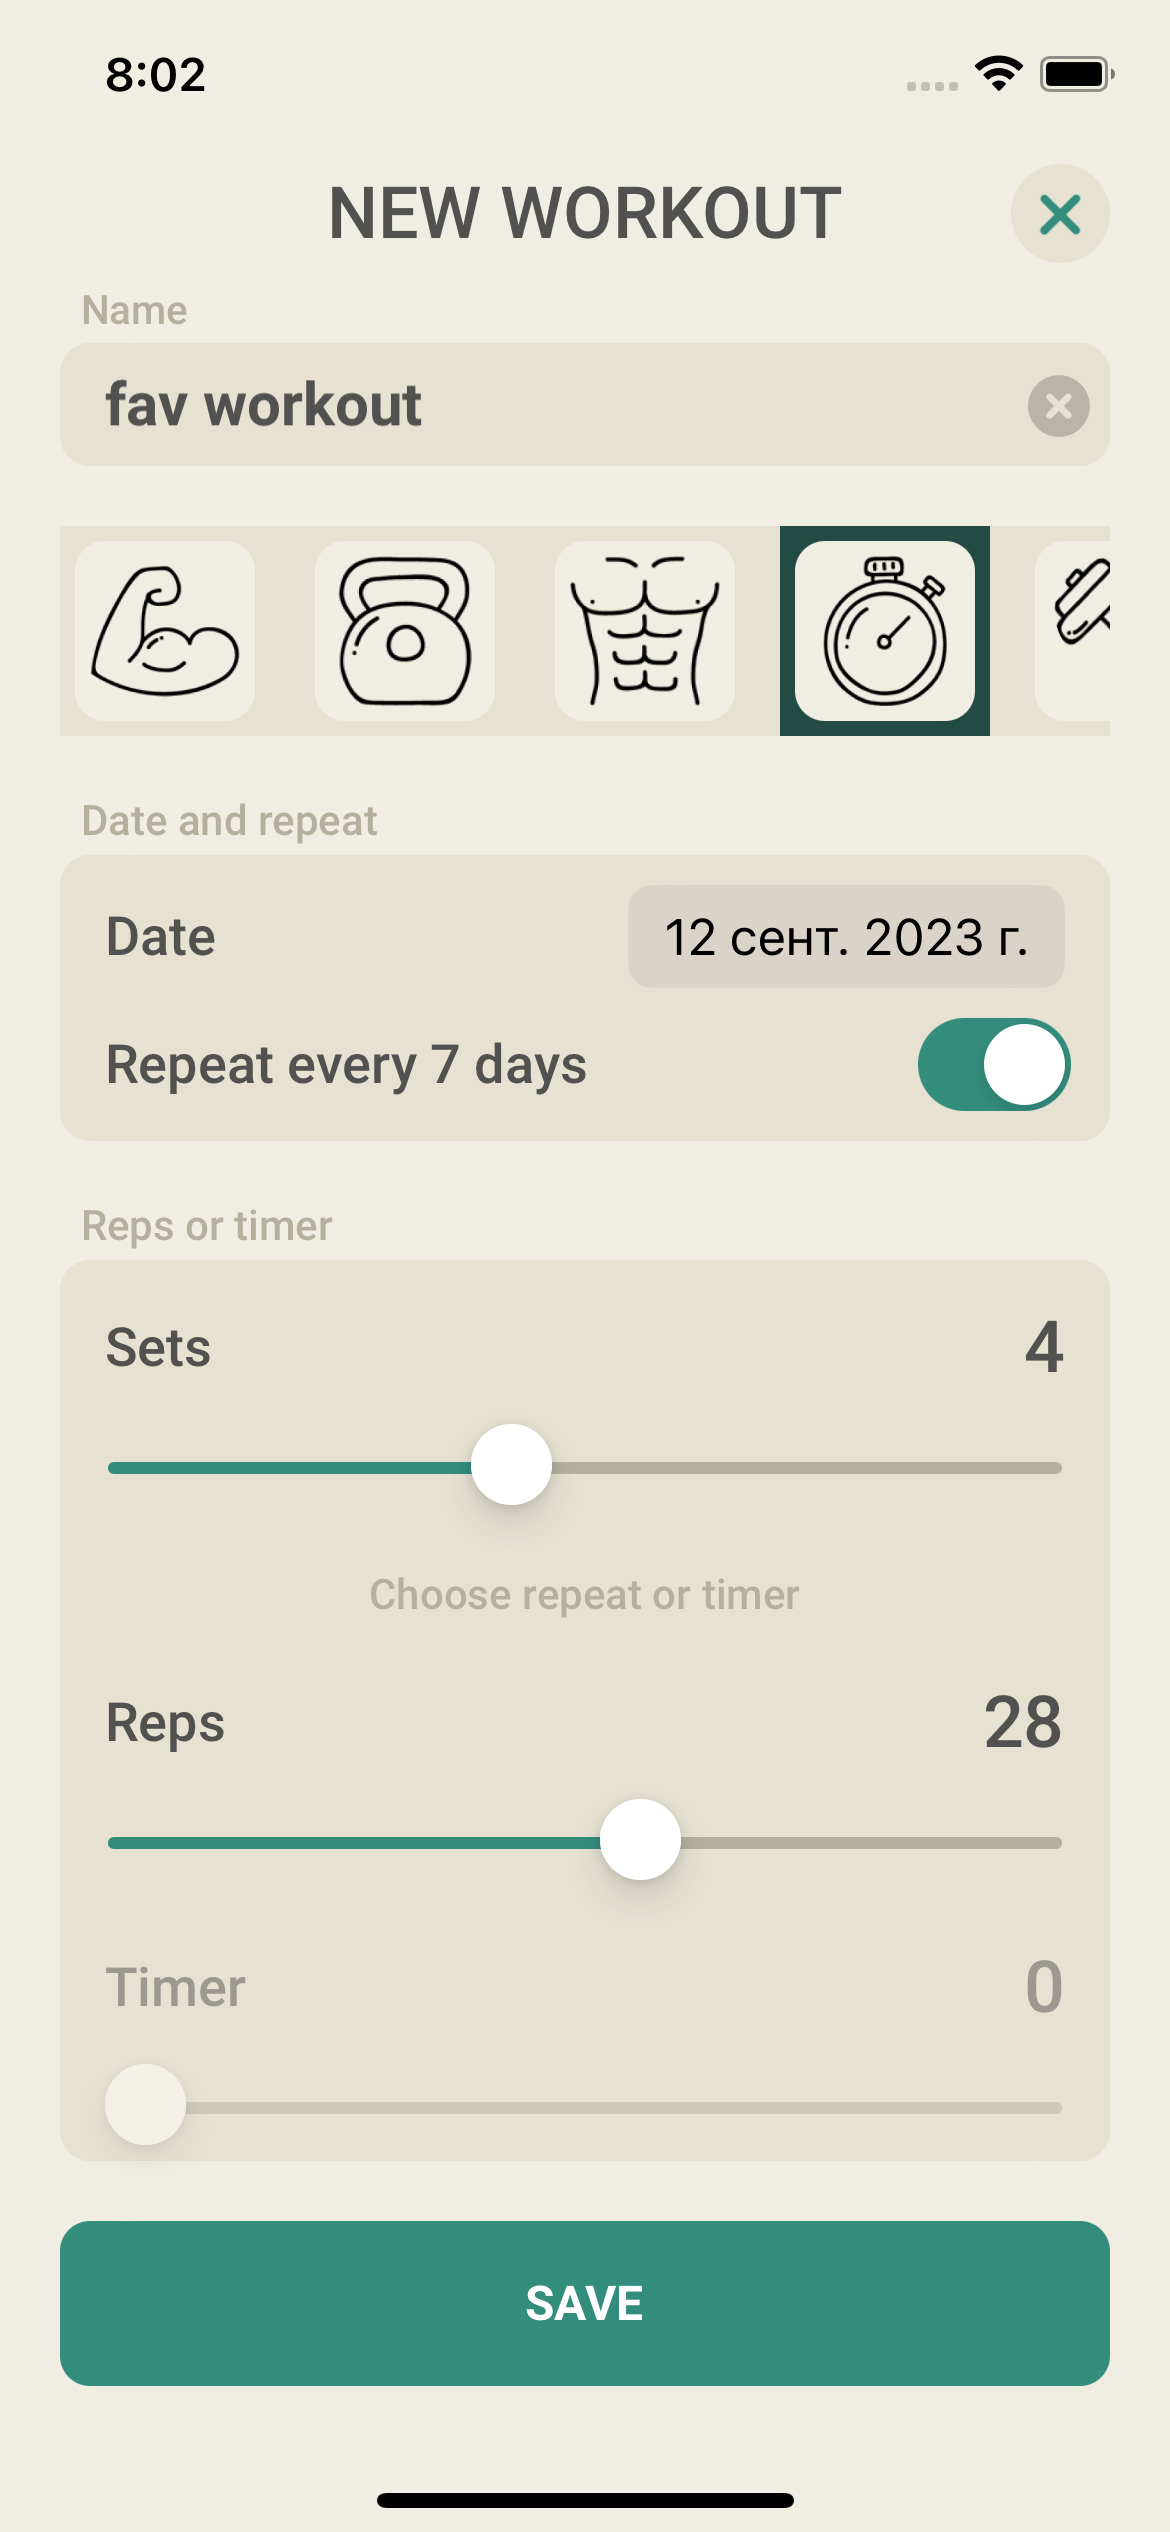 8:02
NEW WORKOUT
Name
fav workout
Date and repeat
Date
12 сент. 2023 г.
Repeat every 7 days
Reps or timer
Sets
4
Choose repeat or timer
Reps
28
Timer
0
SAVE